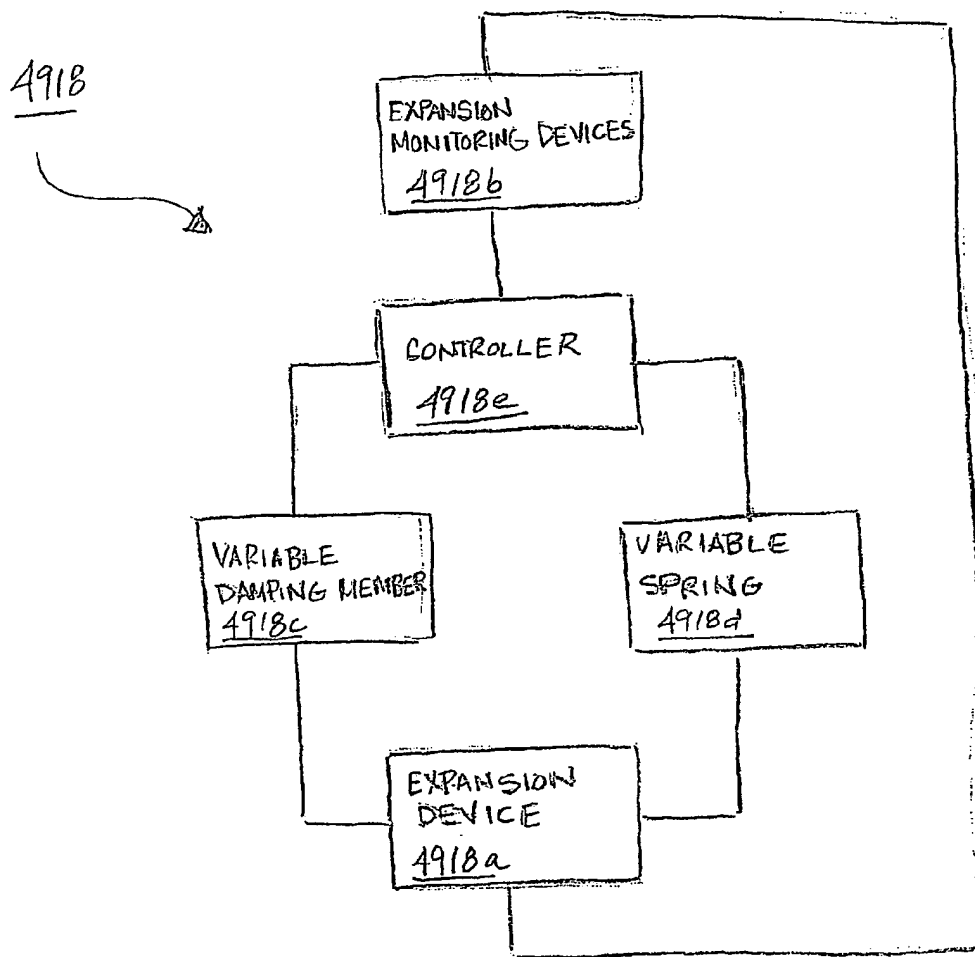 4918
EXPANSION
MONITORING DEVICES
4918b
CONTROLLER
4918e
VARIABLE
DAMPING MEMBER
4918c
VARIABLE
SPRING
4918d
EXPANSION
DEVICE
4918a